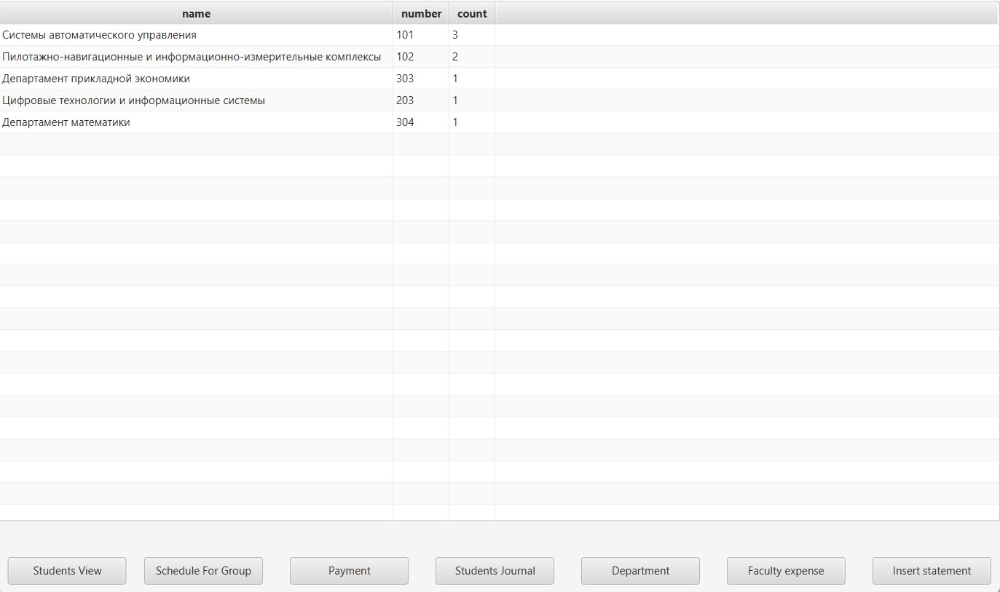 name number count
Системы автоматического управления 101 3
Пилотажно-навигационные и информационно-измерительные комплексы 102 2
Департамент прикладной экономики 303 1
Цифровые технологии и информационные системы 203 1
Департамент математики 304 1
Students View Schedule For Group Payment Students Journal Department Faculty expense Insert statement